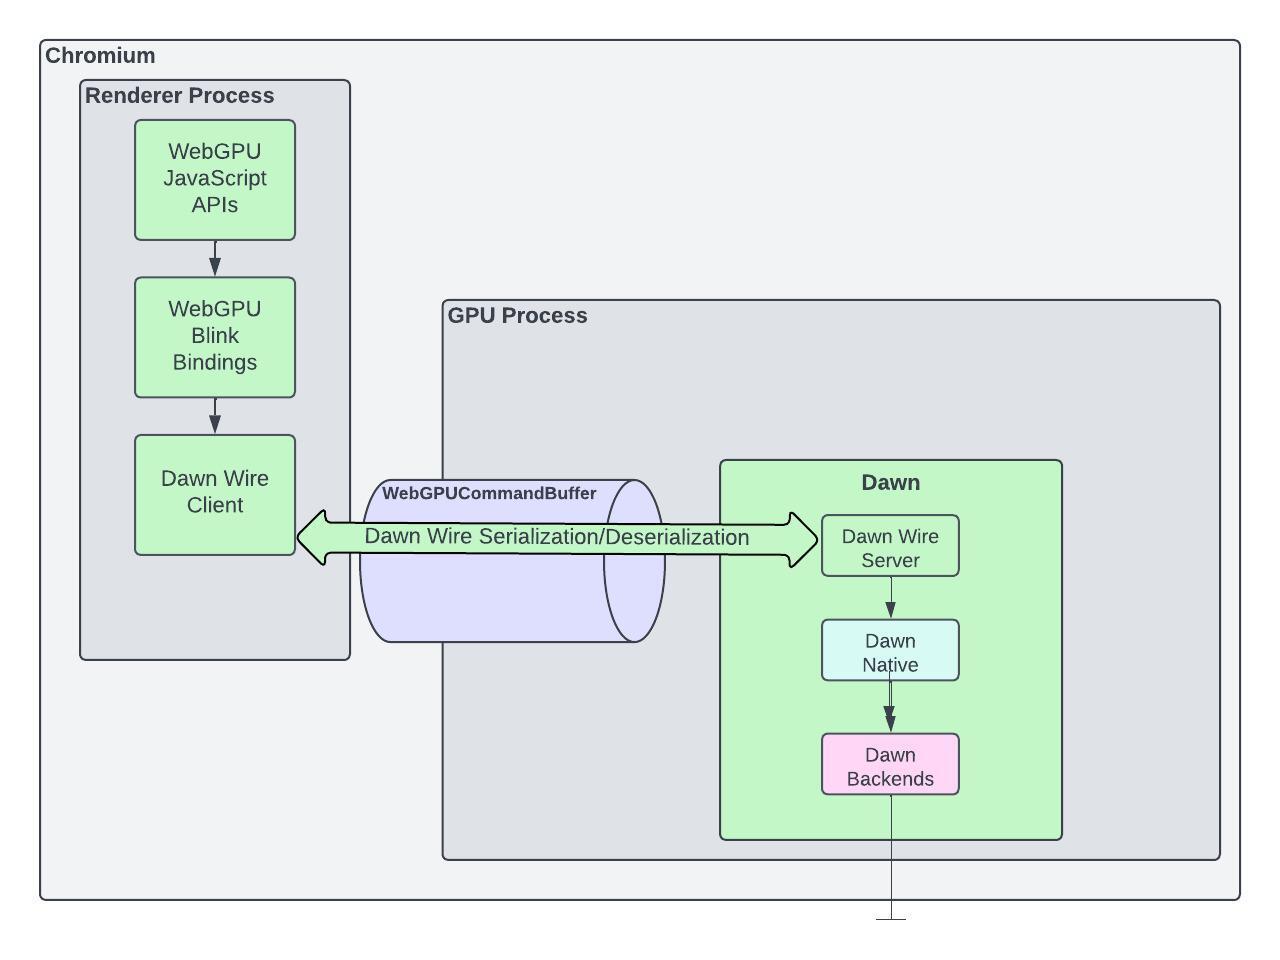 Chromium
Renderer Process
WebGPU
JavaScript
APIs
WebGPU
Blink
Bindings
Dawn Wire
Client
GPU Process
WebGPUCommandBuffer
Dawn Wire Serialization/Deserialization
Dawn
Dawn Wire
Server
Dawn
Native
Dawn
Backends